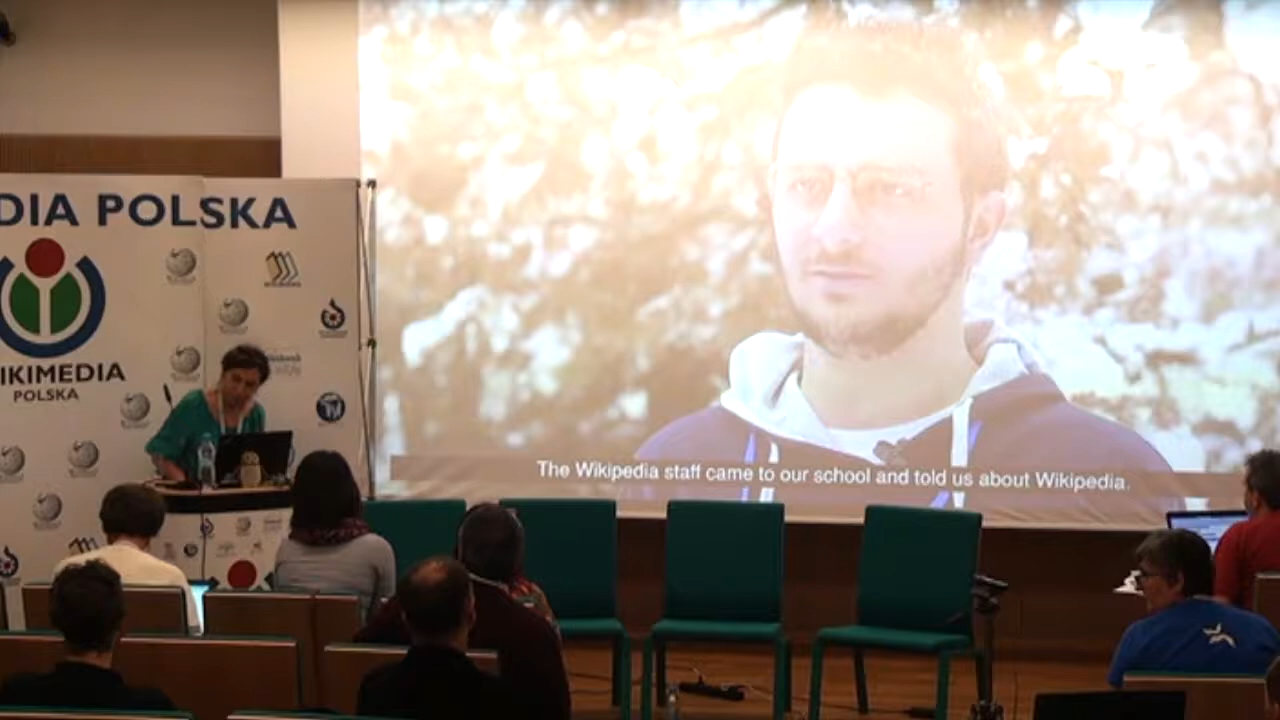 DIA POLSKA
IKIMEDIA
POLSKA
The Wikipedia staff came to our school and told us about Wikipedia.